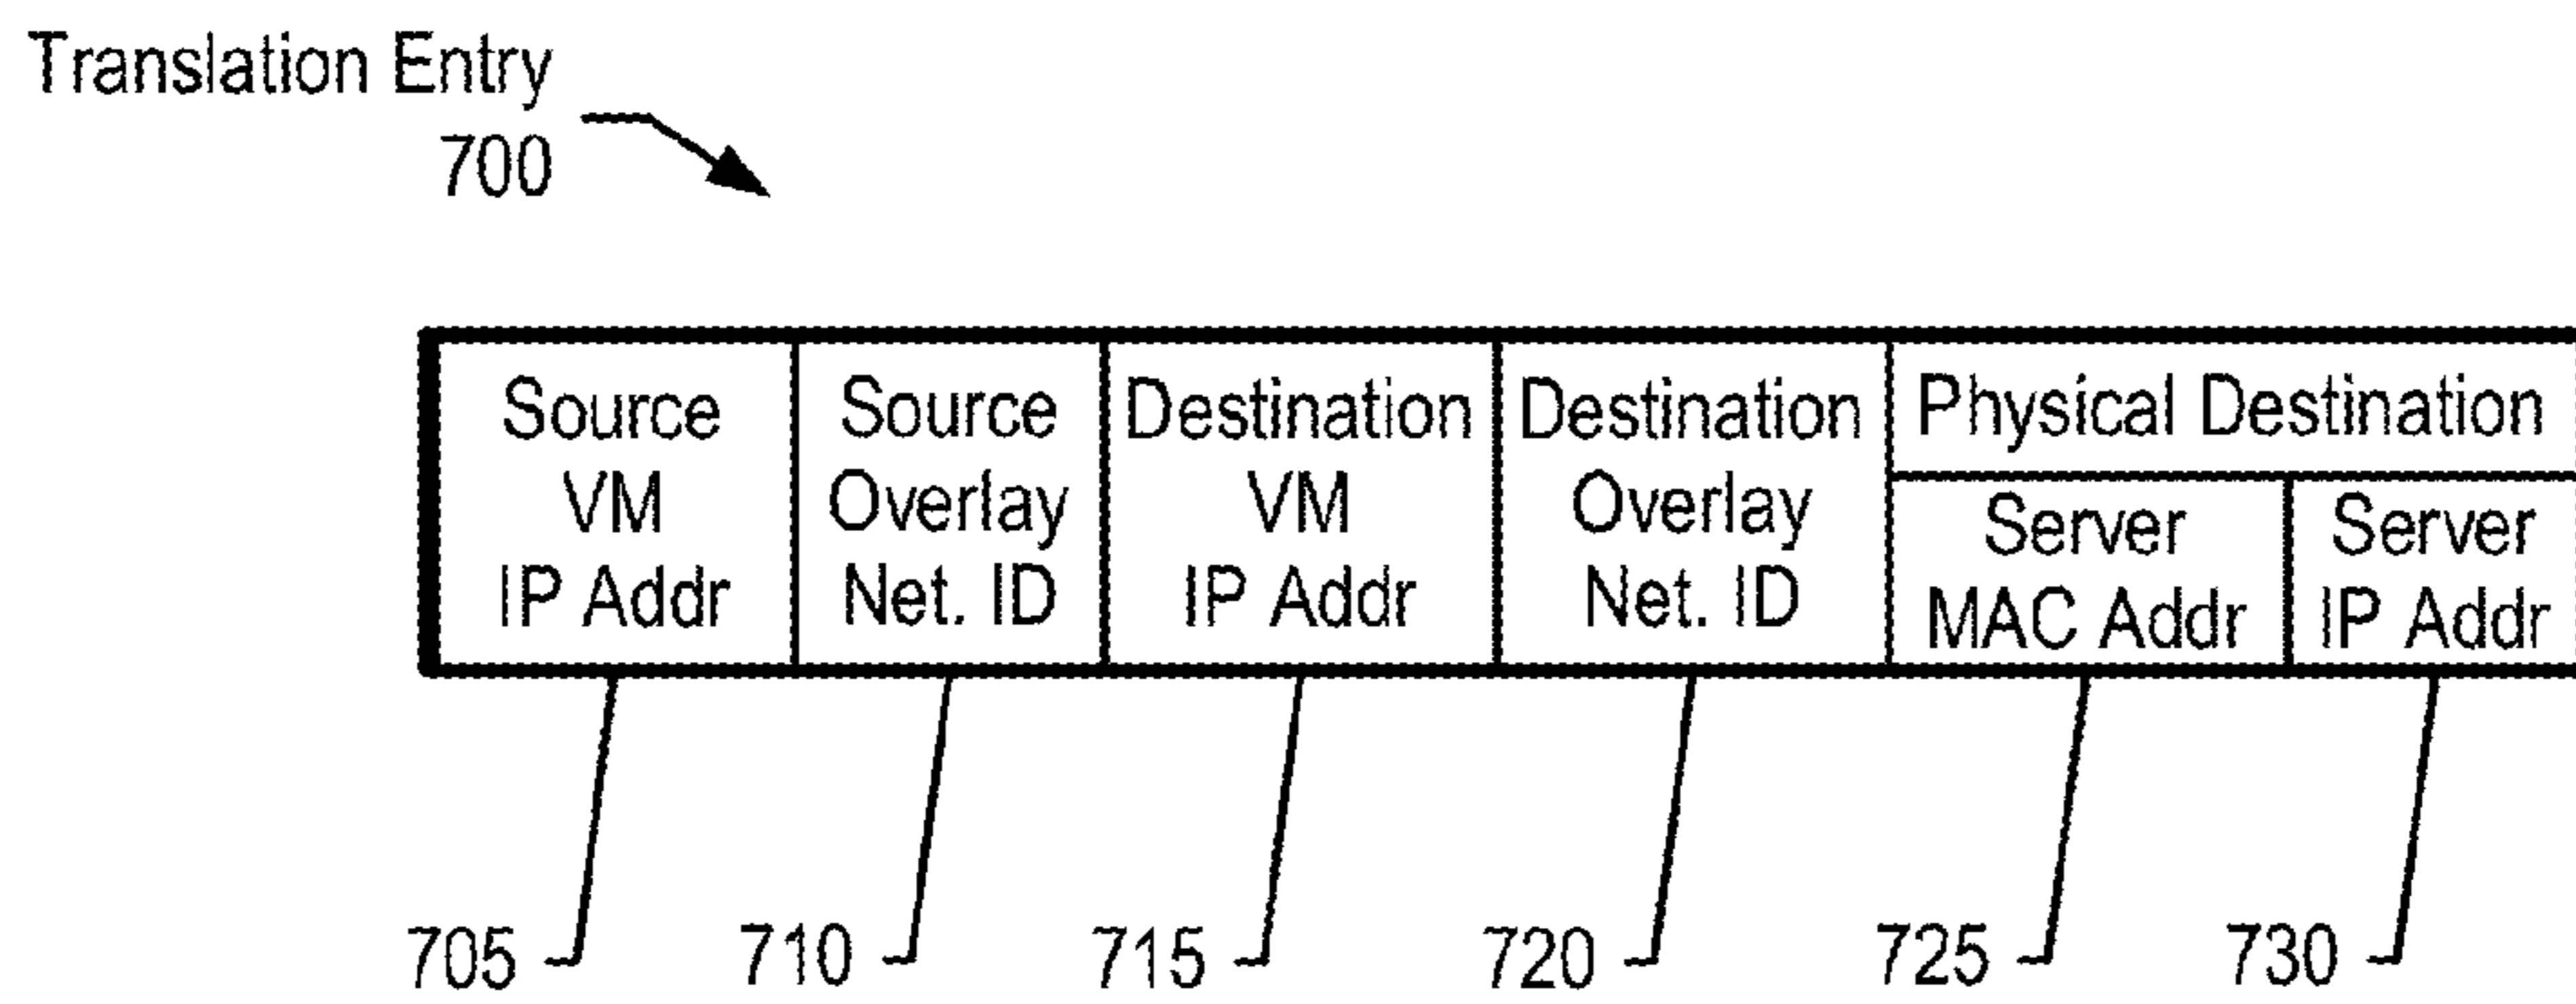 Translation Entry
700
Source
VM
IP Addr
Source
Overlay
Net. ID
Destination
VM
IP Addr
Destination
Overlay
Net. ID
Physical Destination
Server
MAC Addr
Server
IP Addr
705
710
715
720
725
730